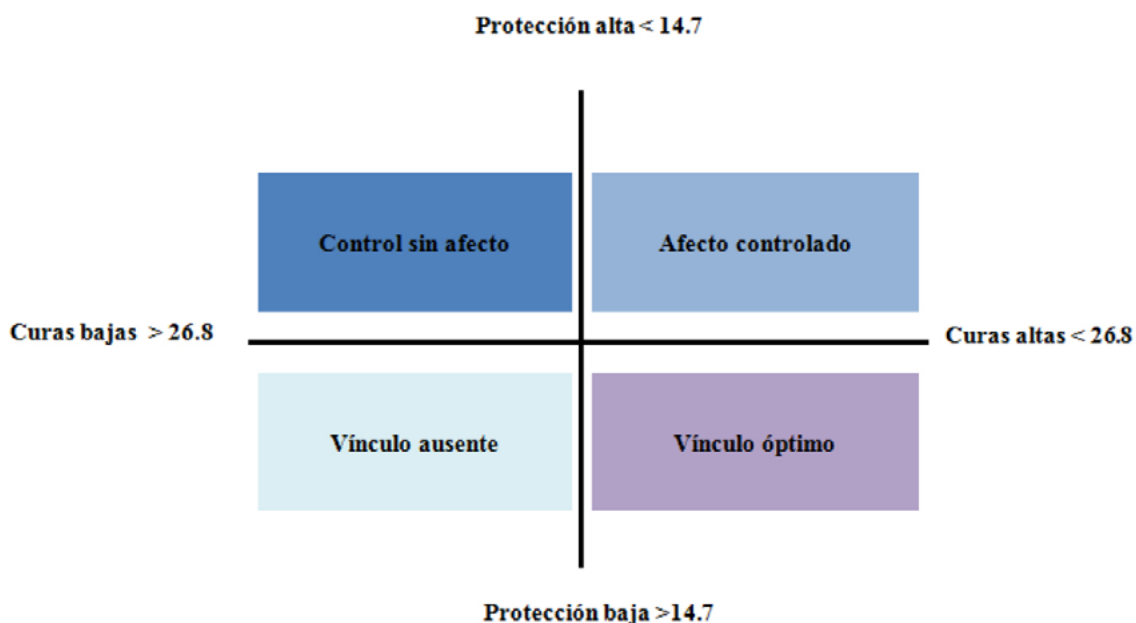 Protección alta < 14.7
Control sin afecto
Afecto controlado
Curas bajas > 26.8
Curas altas < 26.8
Vínculo ausente
Vínculo óptimo
Protección baja >14.7